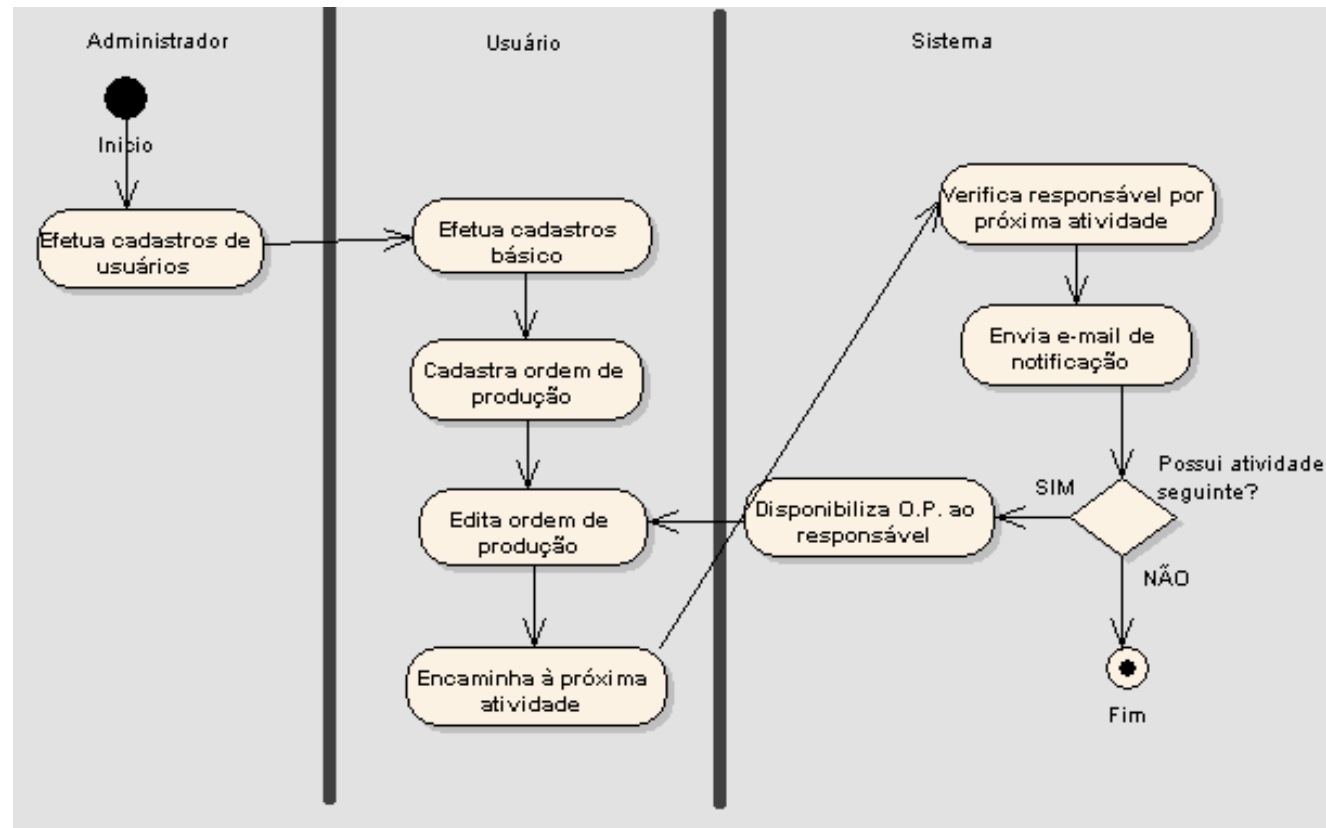 Administrador
Usuário
Sistema
Inicio
Efetua cadastros de
usuários
Efetua cadastros
básico
Cadastra ordem de
produção
Edita ordem de
produção
Encaminha à próxima
atividade
Verifica responsável por
próxima atividade
Envia e-mail de
notificação
Possui atividade
seguinte?
SIM
Disponibiliza O.P. ao
responsável
NÃO
Fim